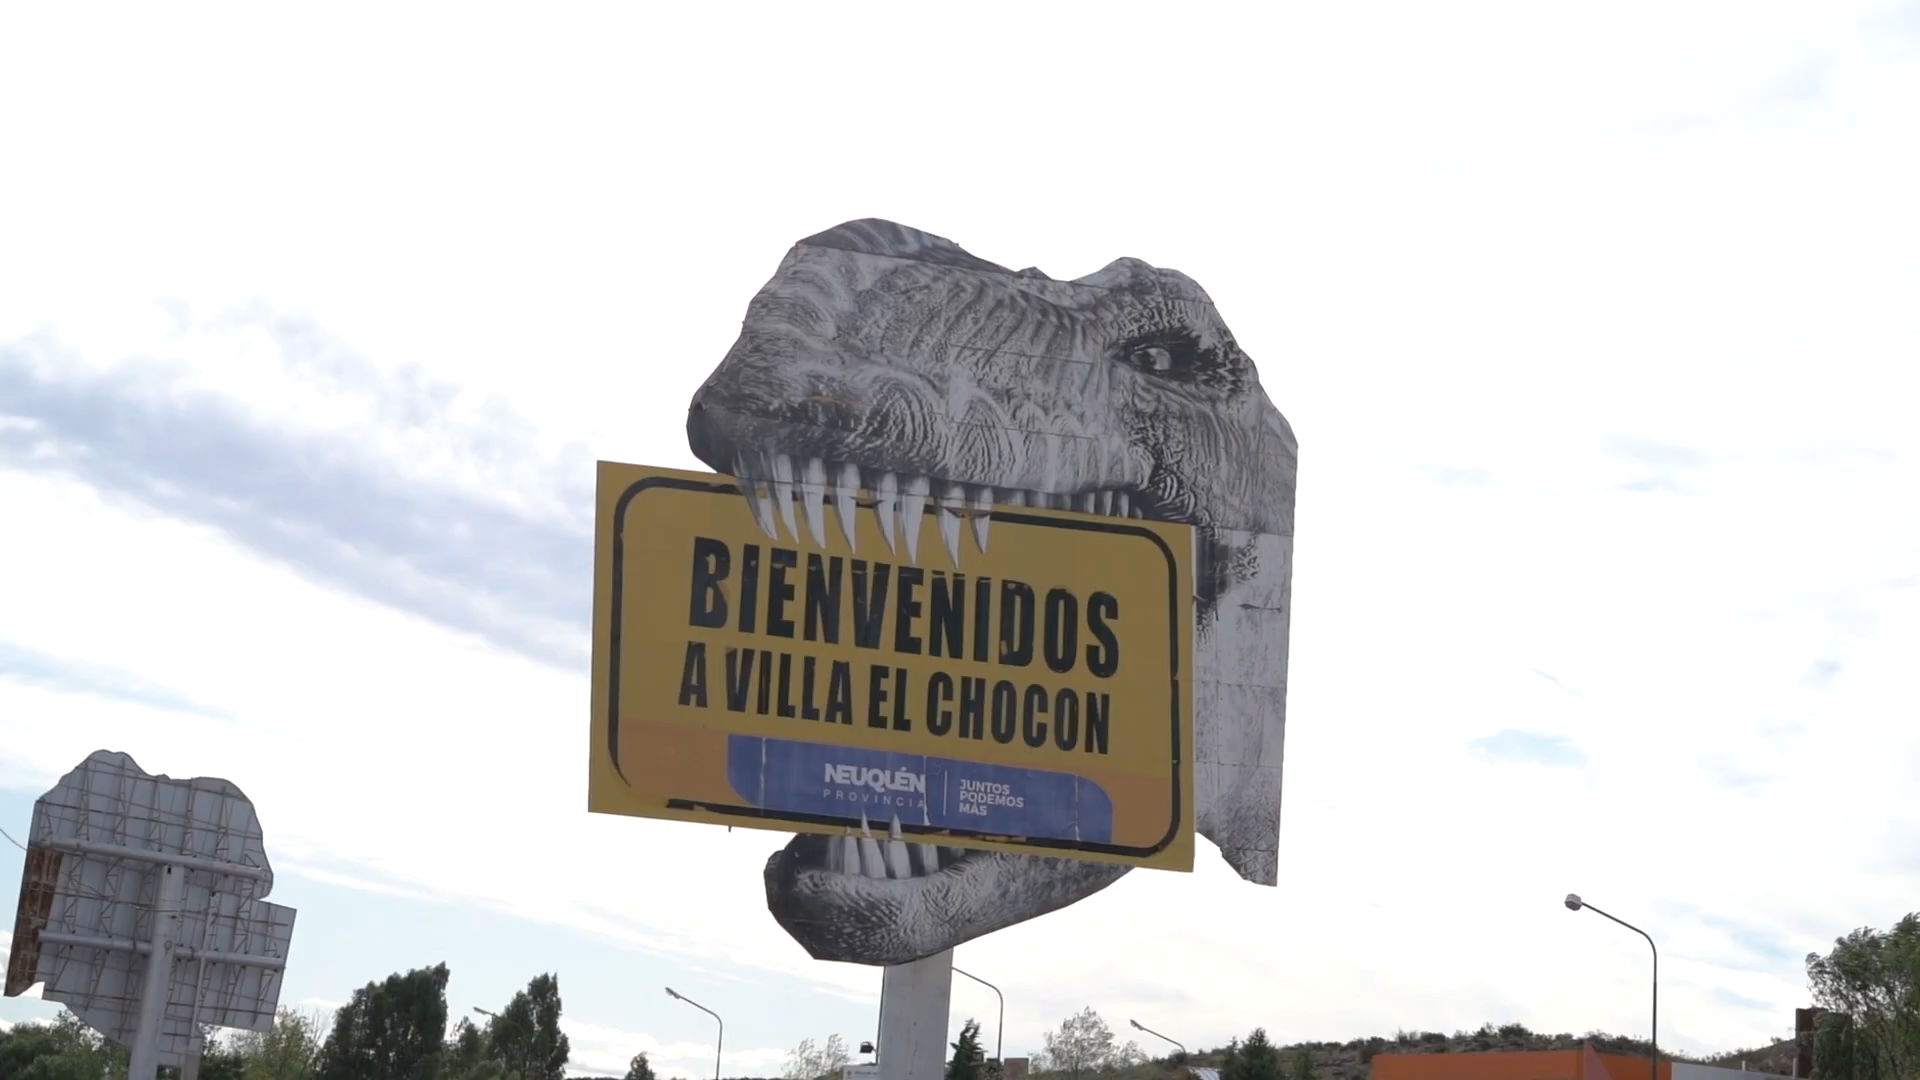 BIENVENIDOS
A VILLA EL CHOCON
NEUQUÉN
PROVINCIA
JUNTOS
PODEMOS
MÁS